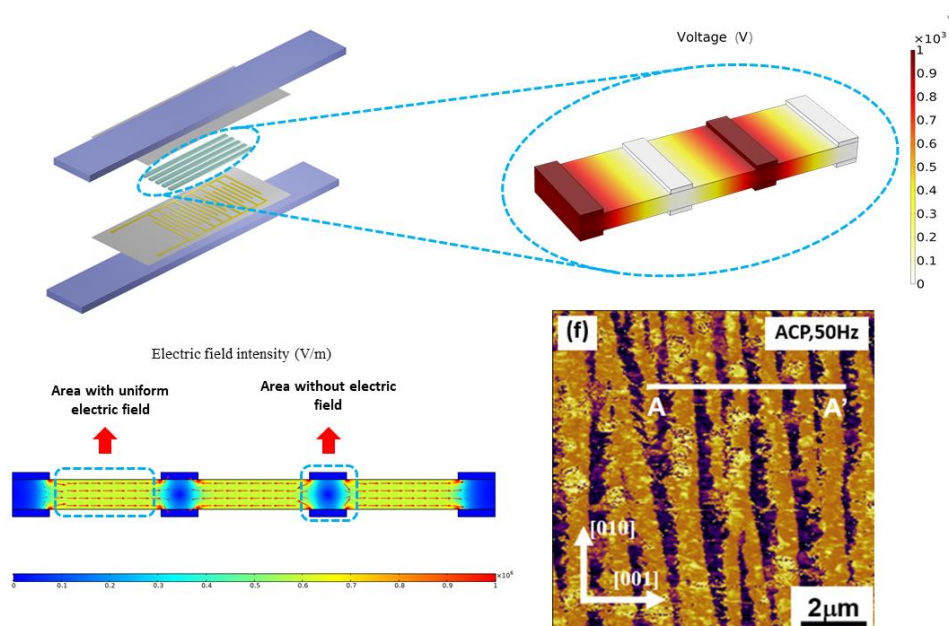 Voltage (V)
×10³
1
0.9
0.8
0.7
0.6
0.5
0.4
0.3
0.2
0.1
0
Electric field intensity (V/m)
Area with uniform
electric field
Area without electric
field
0 0.1 0.2 0.3 0.4 0.5 0.6 0.7 0.8 0.9 1
×10⁶
(f)
ACP,50Hz
A A'
[010]
[001]
2μm